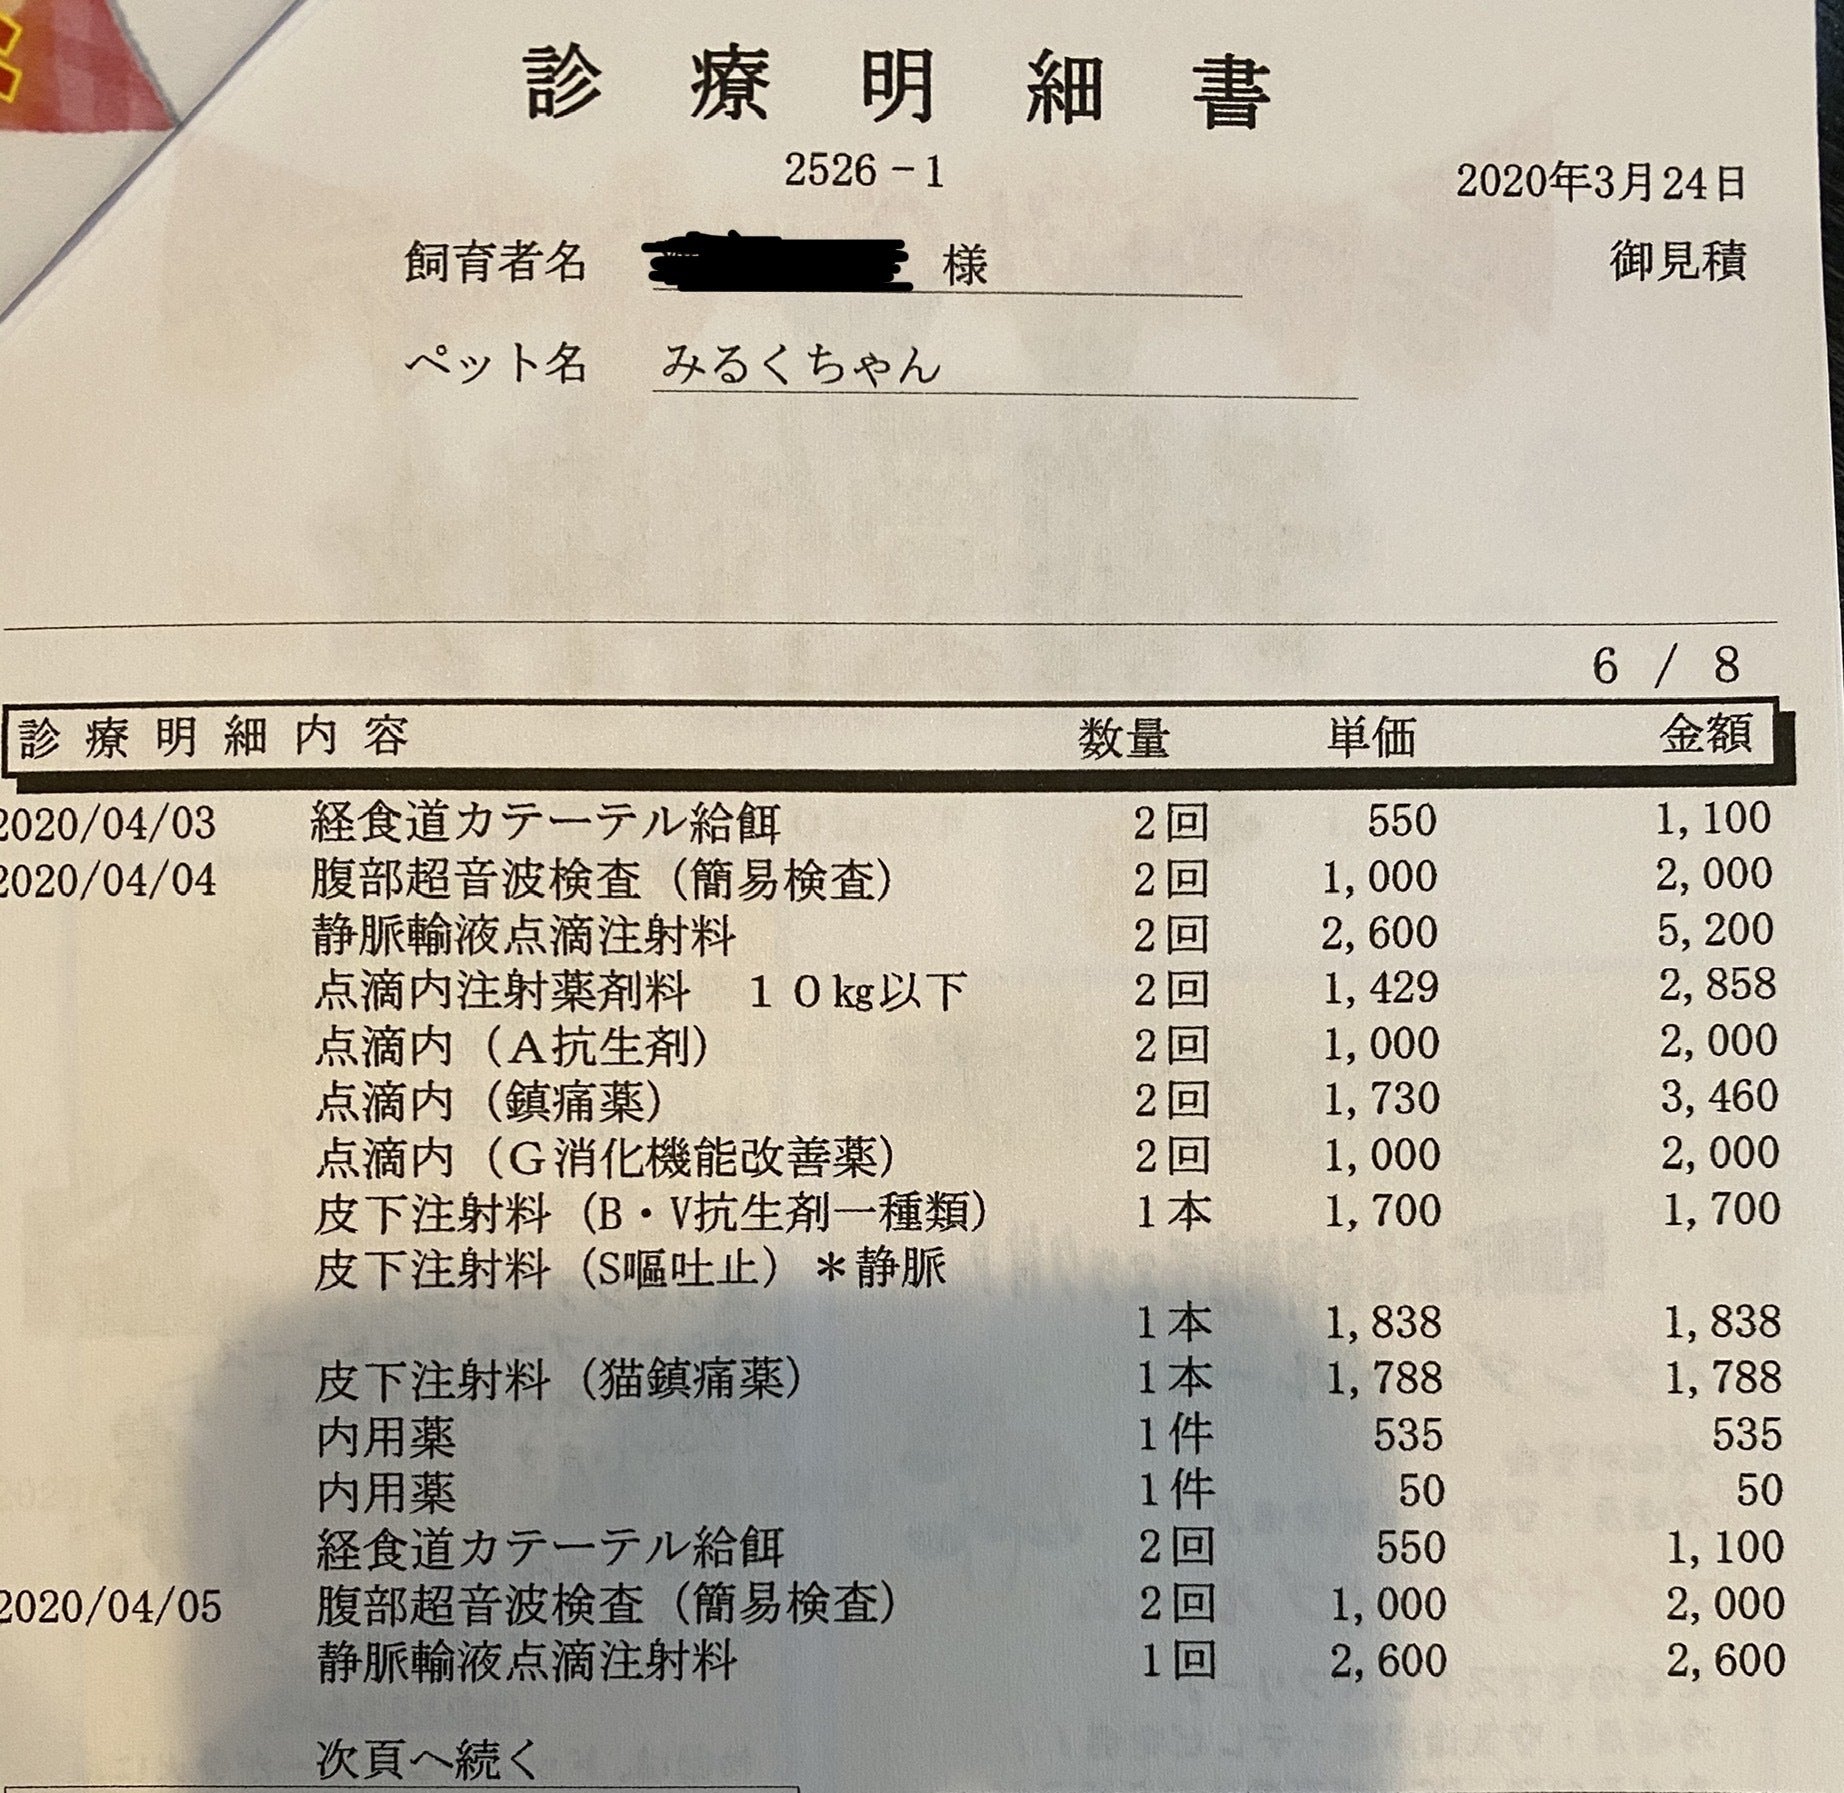 診療明細書
2526-1
2020年3月24日
飼育者名 様
御見積
ペット名 みるくちゃん
6 / 8
診療明細内容 数量 単価 金額
2020/04/03 経食道カテーテル給餌 2回 550 1,100
2020/04/04 腹部超音波検査（簡易検査） 2回 1,000 2,000
静脈輸液点滴注射料 2回 2,600 5,200
点滴内注射薬剤料 10kg以下 2回 1,429 2,858
点滴内（A抗生剤） 2回 1,000 2,000
点滴内（鎮痛薬） 2回 1,730 3,460
点滴内（G消化機能改善薬） 2回 1,000 2,000
皮下注射料（B・V抗生剤一種類） 1本 1,700 1,700
皮下注射料（S嘔吐止）＊静脈
1本 1,838 1,838
皮下注射料（猫鎮痛薬） 1本 1,788 1,788
内用薬 1件 535 535
内用薬 1件 50 50
経食道カテーテル給餌 2回 550 1,100
2020/04/05 腹部超音波検査（簡易検査） 2回 1,000 2,000
静脈輸液点滴注射料 1回 2,600 2,600
次頁へ続く